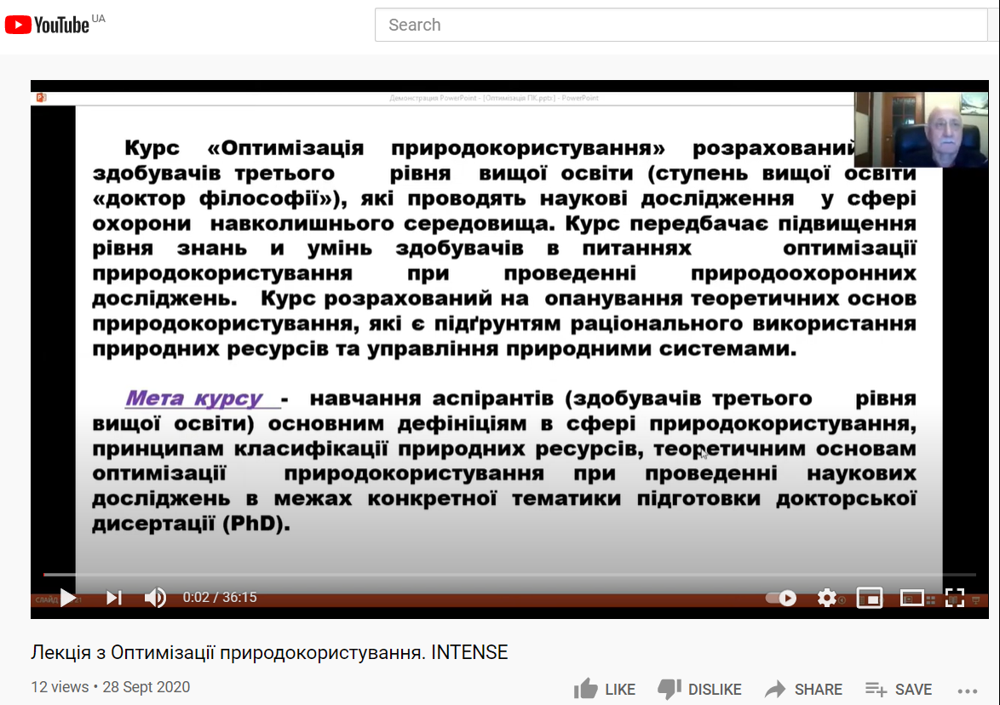 YouTube UA
Search
Демонстрация PowerPoint - [Оптимізація ПК.pptx] - PowerPoint
Курс «Оптимізація природокористування» розрахований
здобувачів третього рівня вищої освіти (ступень вищої освіти
«доктор філософії»), які проводять наукові дослідження у сфері
охорони навколишнього середовища. Курс передбачає підвищення
рівня знань и умінь здобувачів в питаннях оптимізації
природокористування при проведенні природоохоронних
досліджень. Курс розрахований на опанування теоретичних основ
природокористування, які є підґрунтям раціонального використання
природних ресурсів та управління природними системами.
Мета курсу - навчання аспірантів (здобувачів третього рівня
вищої освіти) основним дефініціям в сфері природокористування,
принципам класифікації природних ресурсів, теоретичним основам
оптимізації природокористування при проведенні наукових
досліджень в межах конкретної тематики підготовки докторської
дисертації (PhD).
СЛАЙД
0:02 / 36:15
Лекція з Оптимізації природокористування. INTENSE
12 views • 28 Sept 2020
LIKE DISLIKE SHARE SAVE